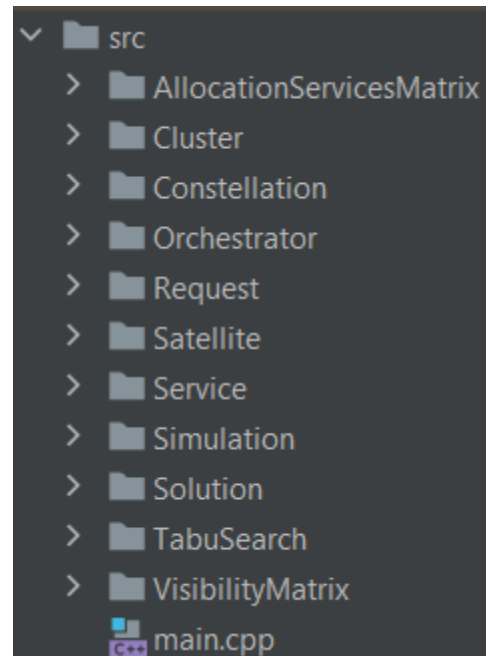 src
AllocationServicesMatrix
Cluster
Constellation
Orchestrator
Request
Satellite
Service
Simulation
Solution
TabuSearch
VisibilityMatrix
C++ main.cpp